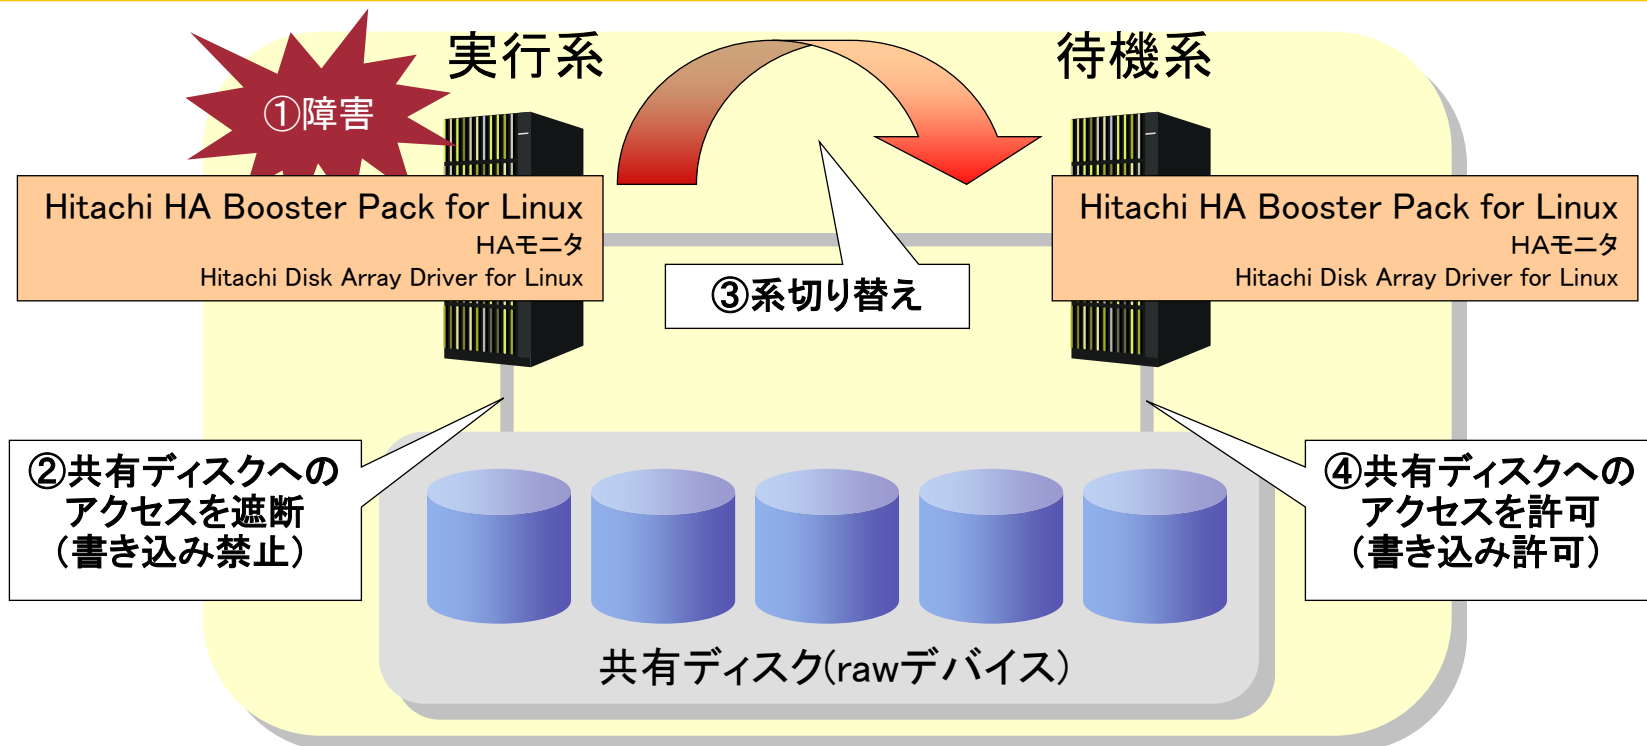 実行系
待機系
①障害
Hitachi HA Booster Pack for Linux
HAモニタ
Hitachi Disk Array Driver for Linux
Hitachi HA Booster Pack for Linux
HAモニタ
Hitachi Disk Array Driver for Linux
③系切り替え
②共有ディスクへの
アクセスを遮断
(書き込み禁止)
④共有ディスクへの
アクセスを許可
(書き込み許可)
共有ディスク(rawデバイス)